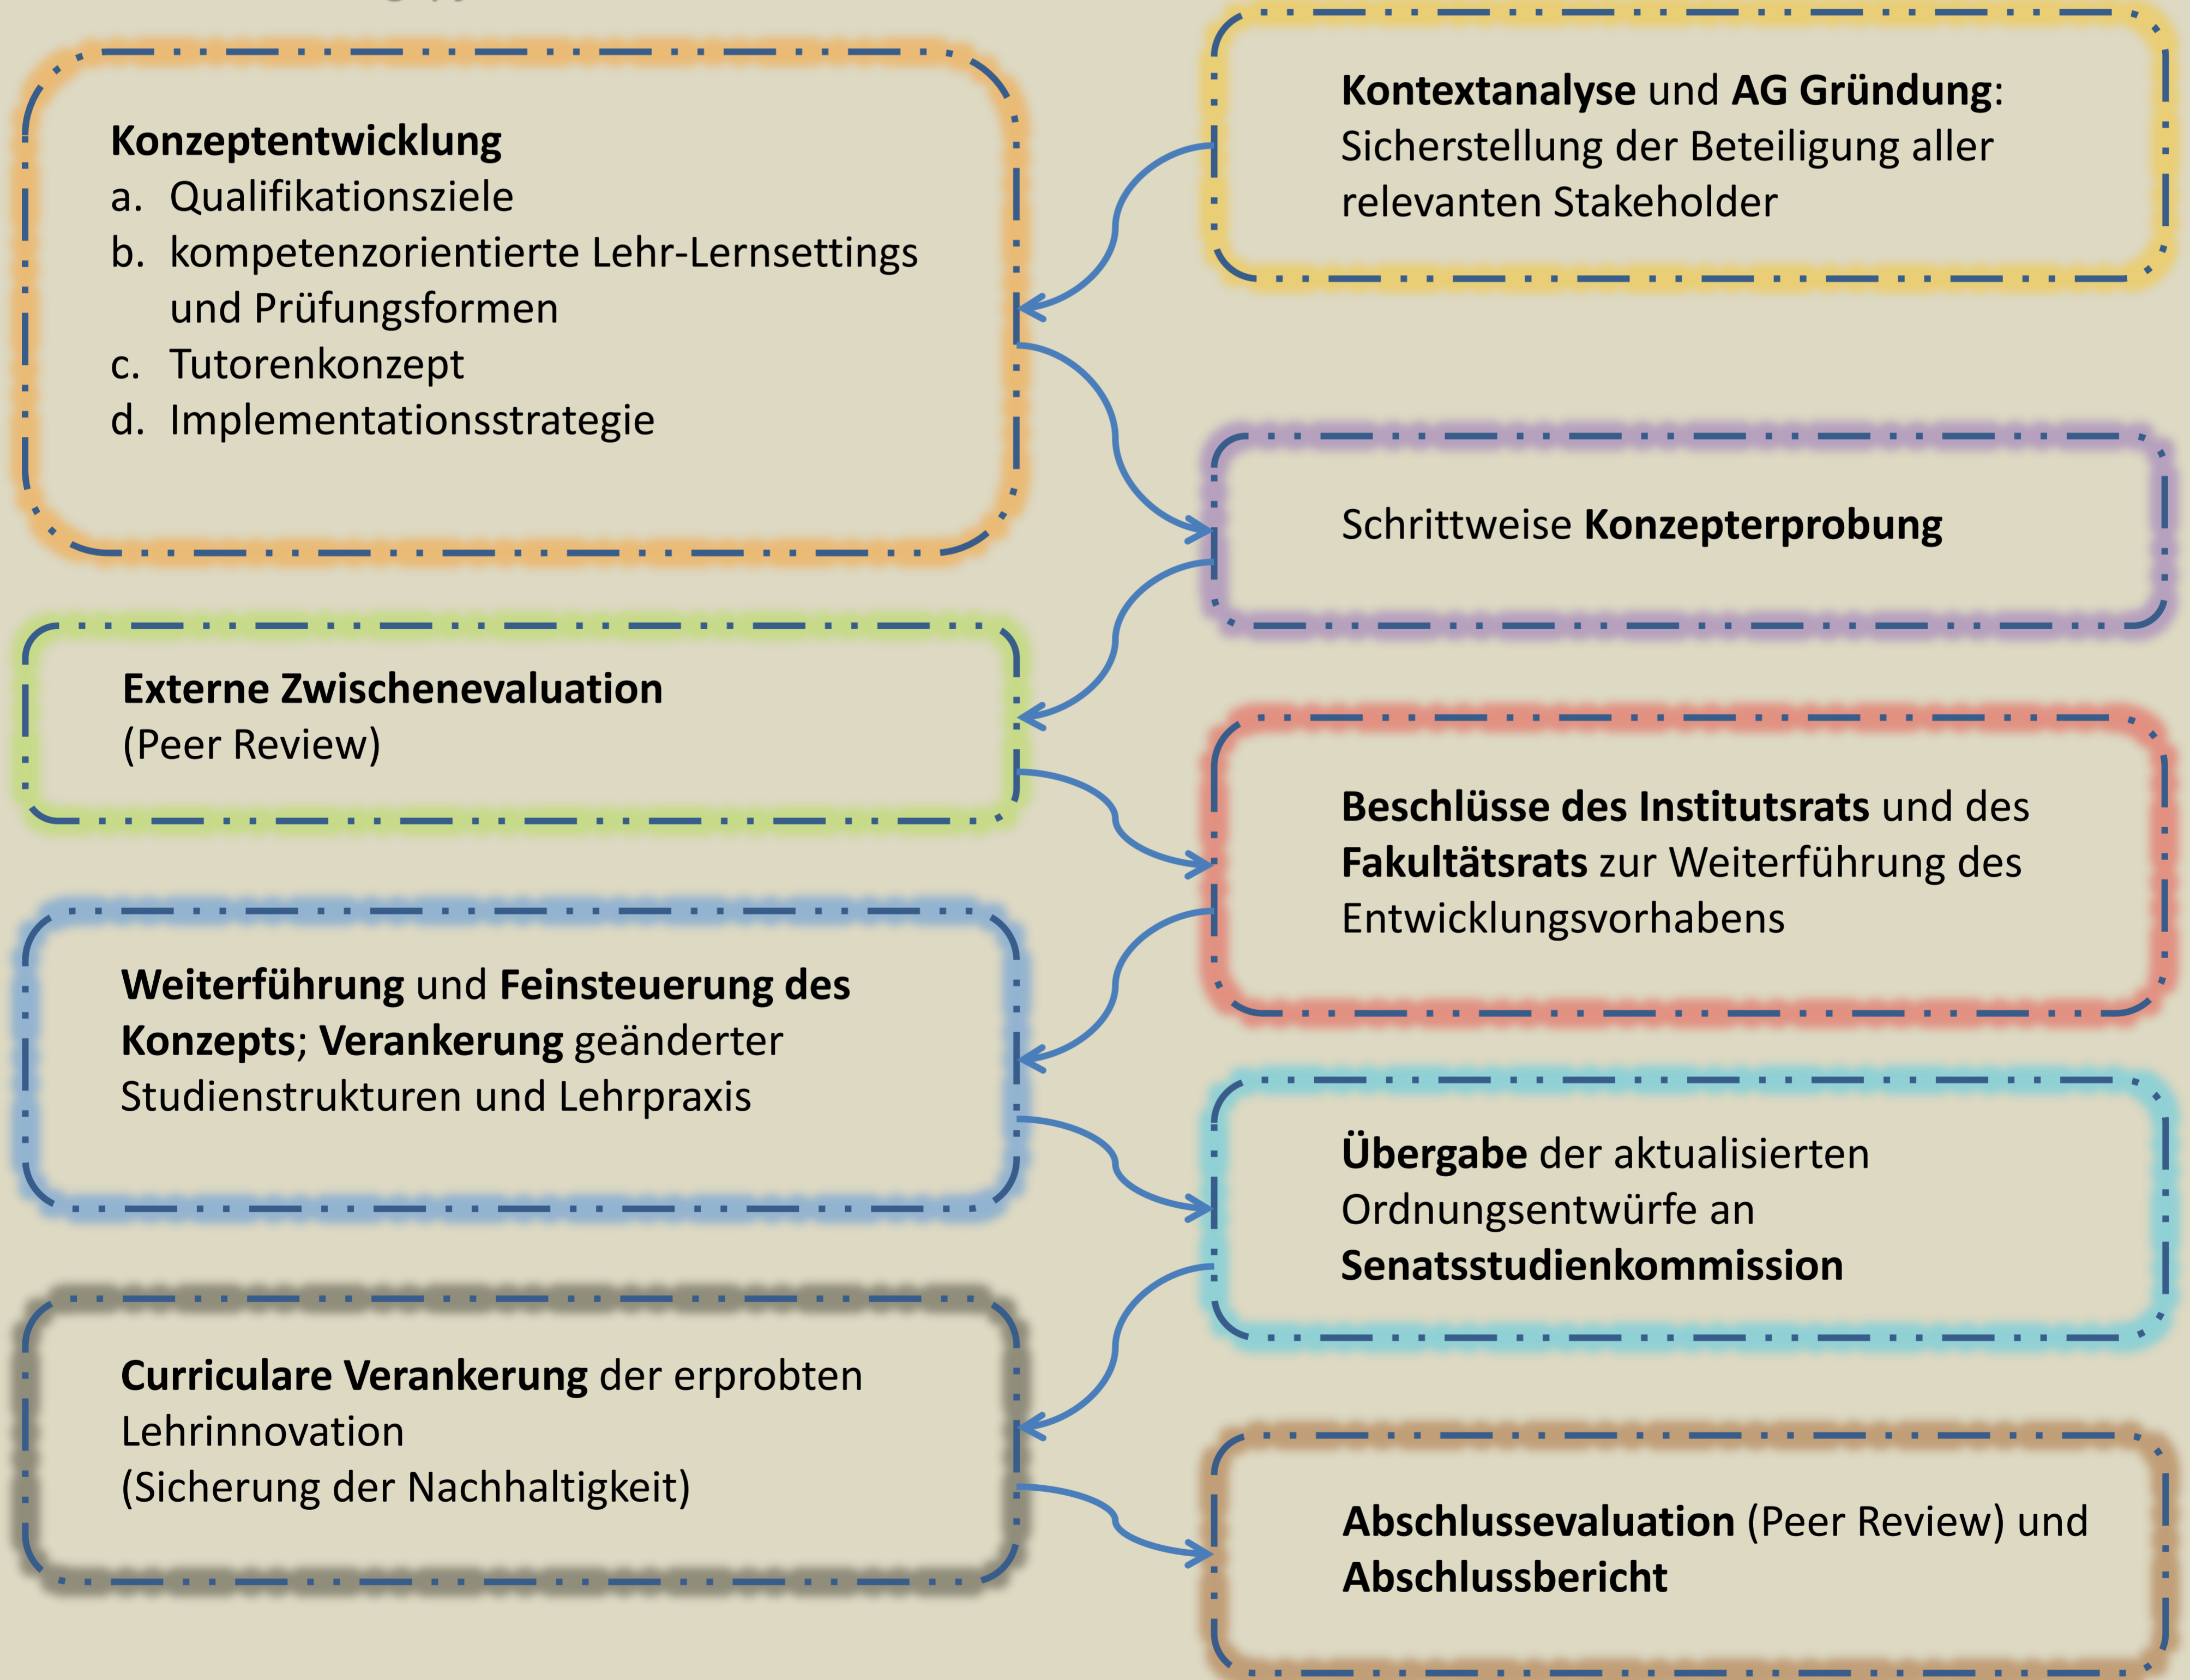 Kontextanalyse und AG Gründung:
Sicherstellung der Beteiligung aller
relevanten Stakeholder
Konzeptentwicklung
a. Qualifikationsziele
b. kompetenzorientierte Lehr-Lernsettings
und Prüfungsformen
c. Tutorenkonzept
d. Implementationsstrategie
Schrittweise Konzepterprobung
Externe Zwischenevaluation
(Peer Review)
Beschlüsse des Institutsrats und des
Fakultätsrats zur Weiterführung des
Entwicklungsvorhabens
Weiterführung und Feinsteuerung des
Konzepts; Verankerung geänderter
Studienstrukturen und Lehrpraxis
Übergabe der aktualisierten
Ordnungsentwürfe an
Senatsstudienkommission
Curriculare Verankerung der erprobten
Lehrinnovation
(Sicherung der Nachhaltigkeit)
Abschlussevaluation (Peer Review) und
Abschlussbericht